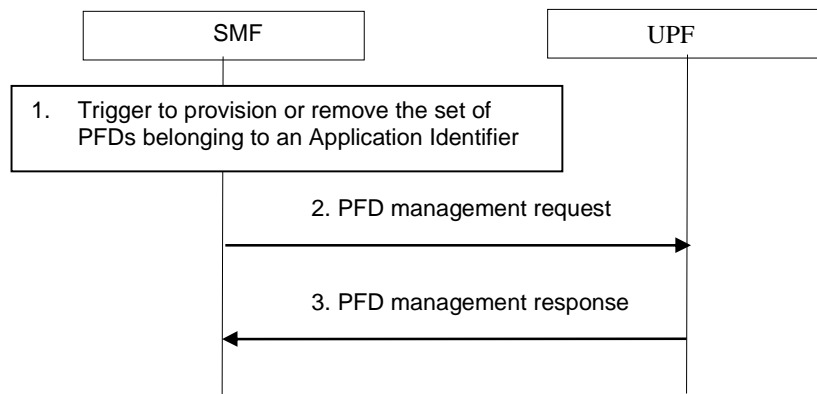 SMF
UPF
1. Trigger to provision or remove the set of
PFDs belonging to an Application Identifier
2. PFD management request
3. PFD management response